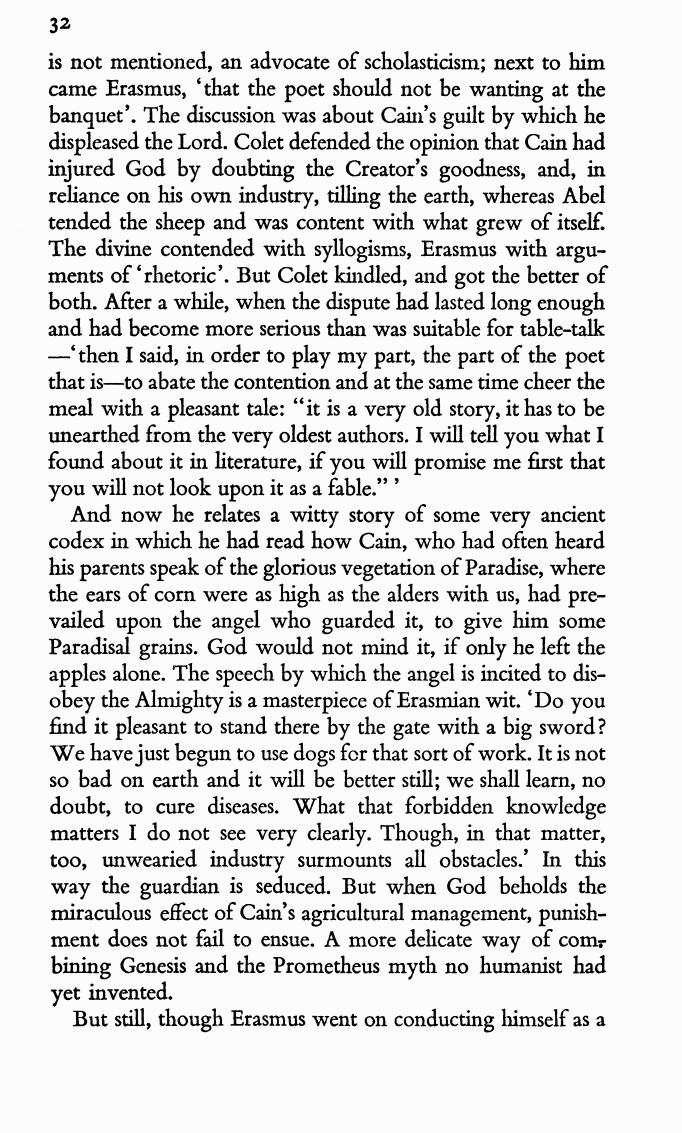 32
is not mentioned, an advocate of scholasticism; next to him
came Erasmus, ‘that the poet should not be wanting at the
banquet’. The discussion was about Cain’s guilt by which he
displeased the Lord. Colet defended the opinion that Cain had
injured God by doubting the Creator’s goodness, and, in
reliance on his own industry, tilling the earth, whereas Abel
tended the sheep and was content with what grew of itself.
The divine contended with syllogisms, Erasmus with argu-
ments of ‘rhetoric’. But Colet kindled, and got the better of
both. After a while, when the dispute had lasted long enough
and had become more serious than was suitable for table-talk
—‘then I said, in order to play my part, the part of the poet
that is—to abate the contention and at the same time cheer the
meal with a pleasant tale: “it is a very old story, it has to be
unearthed from the very oldest authors. I will tell you what I
found about it in literature, if you will promise me first that
you will not look upon it as a fable.” ’
And now he relates a witty story of some very ancient
codex in which he had read how Cain, who had often heard
his parents speak of the glorious vegetation of Paradise, where
the ears of corn were as high as the alders with us, had pre-
vailed upon the angel who guarded it, to give him some
Paradisal grains. God would not mind it, if only he left the
apples alone. The speech by which the angel is incited to dis-
obey the Almighty is a masterpiece of Erasmian wit. ‘Do you
find it pleasant to stand there by the gate with a big sword?
We have just begun to use dogs for that sort of work. It is not
so bad on earth and it will be better still; we shall learn, no
doubt, to cure diseases. What that forbidden knowledge
matters I do not see very clearly. Though, in that matter,
too, unwearied industry surmounts all obstacles.’ In this
way the guardian is seduced. But when God beholds the
miraculous effect of Cain’s agricultural management, punish-
ment does not fail to ensue. A more delicate way of com-
bining Genesis and the Prometheus myth no humanist had
yet invented.
But still, though Erasmus went on conducting himself as a